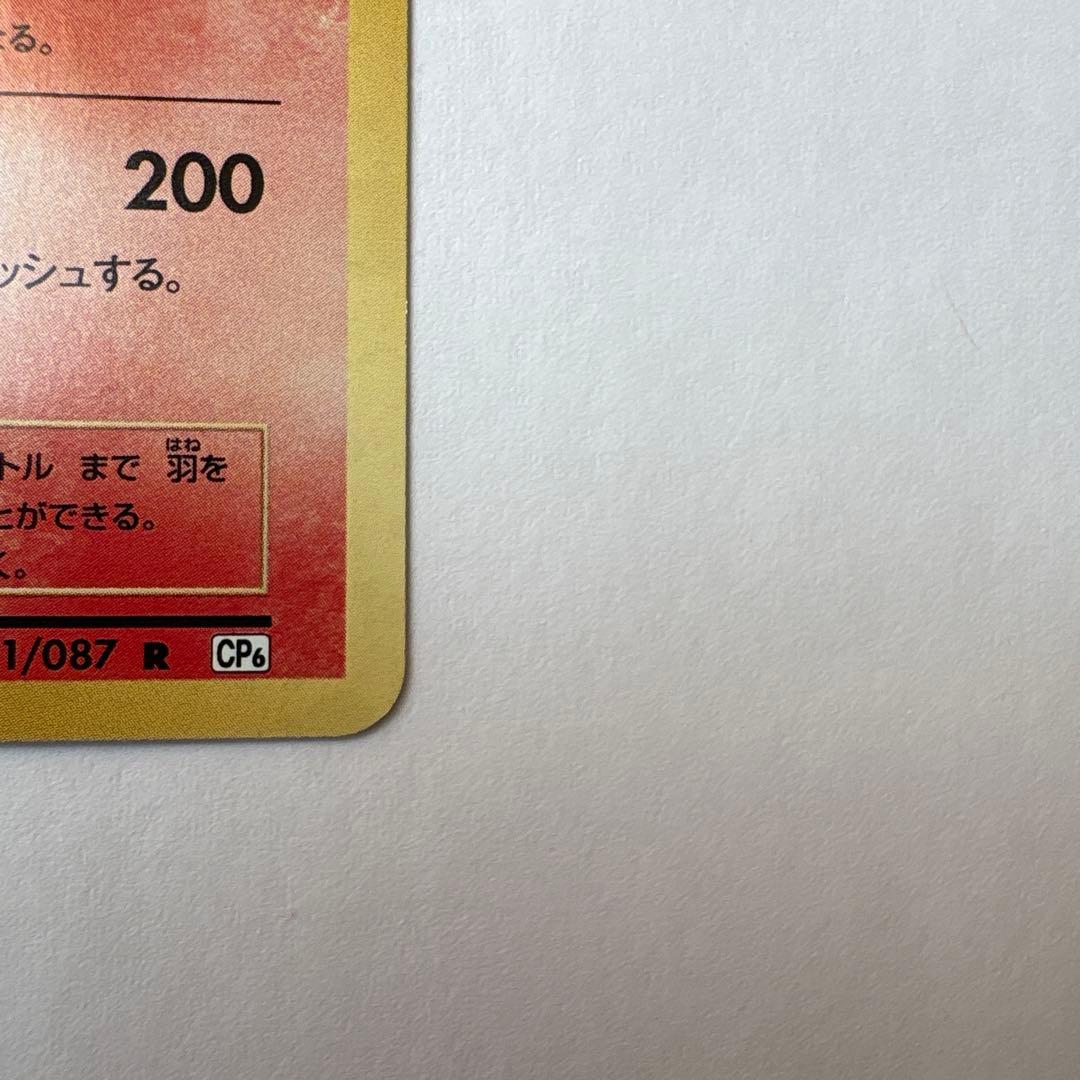 る。
200
ッシュする。
トル まで 羽を
はね
とができる。
く。
1/087 R CP6